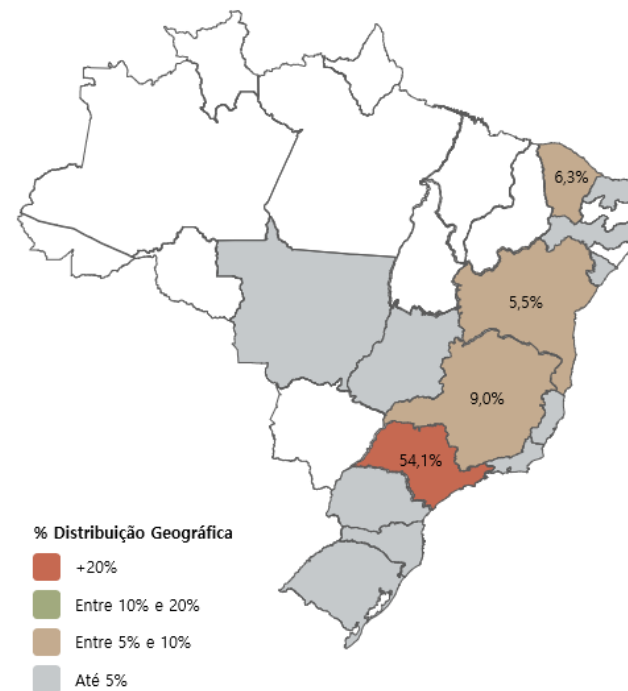 6,3%
5,5%
9,0%
54,1%
% Distribuição Geográfica
+20%
Entre 10% e 20%
Entre 5% e 10%
Até 5%